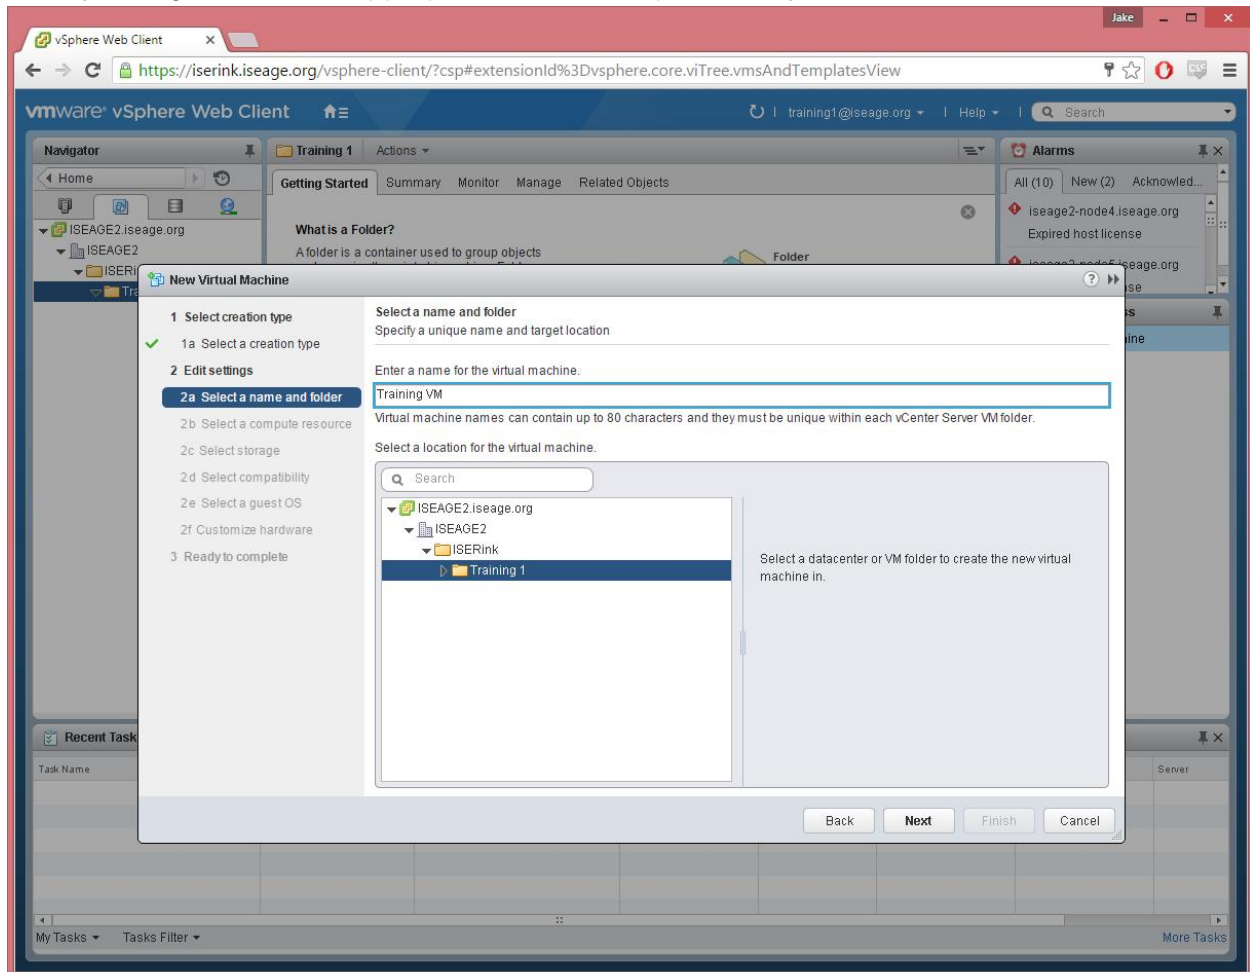 Jake
vSphere Web Client
https://iserink.iseage.org/vsphere-client/?csp#extensionId%3Dvsphere.core.viTree.vmsAndTemplatesView
vmware® vSphere Web Client
training1@iseage.org
Help
Search
Navigator
Training 1
Actions
Alarms
Home
Getting Started
Summary
Monitor
Manage
Related Objects
All (10)
New (2)
Acknowled...
ISEAGE2.iseage.org
ISEAGE2
ISERi
Tra
What is a Folder?
A folder is a container used to group objects
Folder
iseage2-node4.iseage.org
Expired host license
New Virtual Machine
1 Select creation type
1a Select a creation type
2 Edit settings
2a Select a name and folder
2b Select a compute resource
2c Select storage
2d Select compatibility
2e Select a guest OS
2f Customize hardware
3 Ready to complete
Select a name and folder
Specify a unique name and target location
Enter a name for the virtual machine.
Training VM
Virtual machine names can contain up to 80 characters and they must be unique within each vCenter Server VM folder.
Select a location for the virtual machine.
Search
ISEAGE2.iseage.org
ISEAGE2
ISERink
Training 1
Select a datacenter or VM folder to create the new virtual
machine in.
Back
Next
Finish
Cancel
Recent Task
Task Name
Server
My Tasks
Tasks Filter
More Tasks